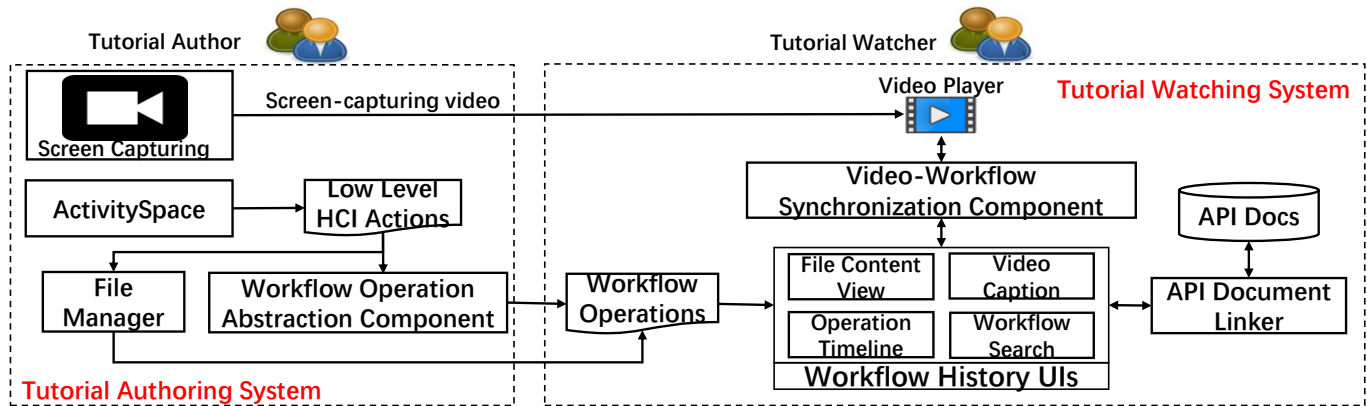 Tutorial Author
Tutorial Watcher
Screen Capturing
Screen-capturing video
Video Player
Tutorial Watching System
ActivitySpace
Low Level
HCI Actions
Video-Workflow
Synchronization Component
API Docs
File
Manager
Workflow Operation
Abstraction Component
Workflow
Operations
File Content
View
Video
Caption
Operation
Timeline
Workflow
Search
Workflow History UIs
API Document
Linker
Tutorial Authoring System